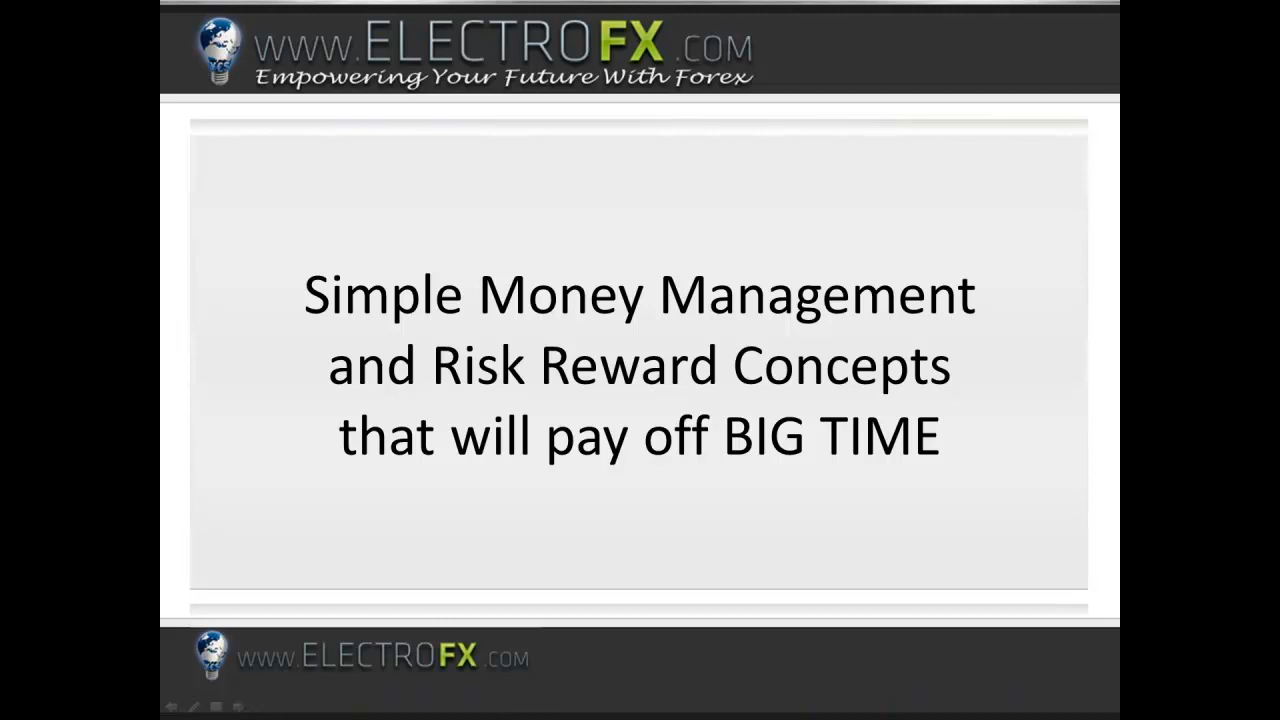 WWW.ELECTROFX.COM
Empowering Your Future With Forex
Simple Money Management
and Risk Reward Concepts
that will pay off BIG TIME
WWW.ELECTROFX.COM